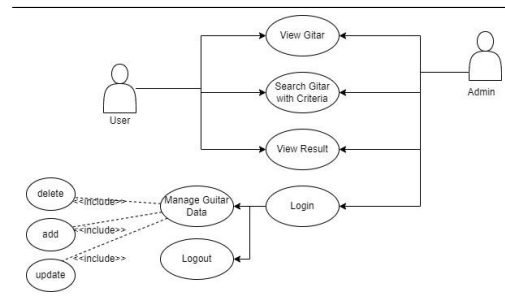 View Gitar
Search Gitar
with Criteria
Admin
User
View Result
delete
<<include>>
Manage Guitar
Data
Login
add
<<include>>
Logout
<<include>>
update